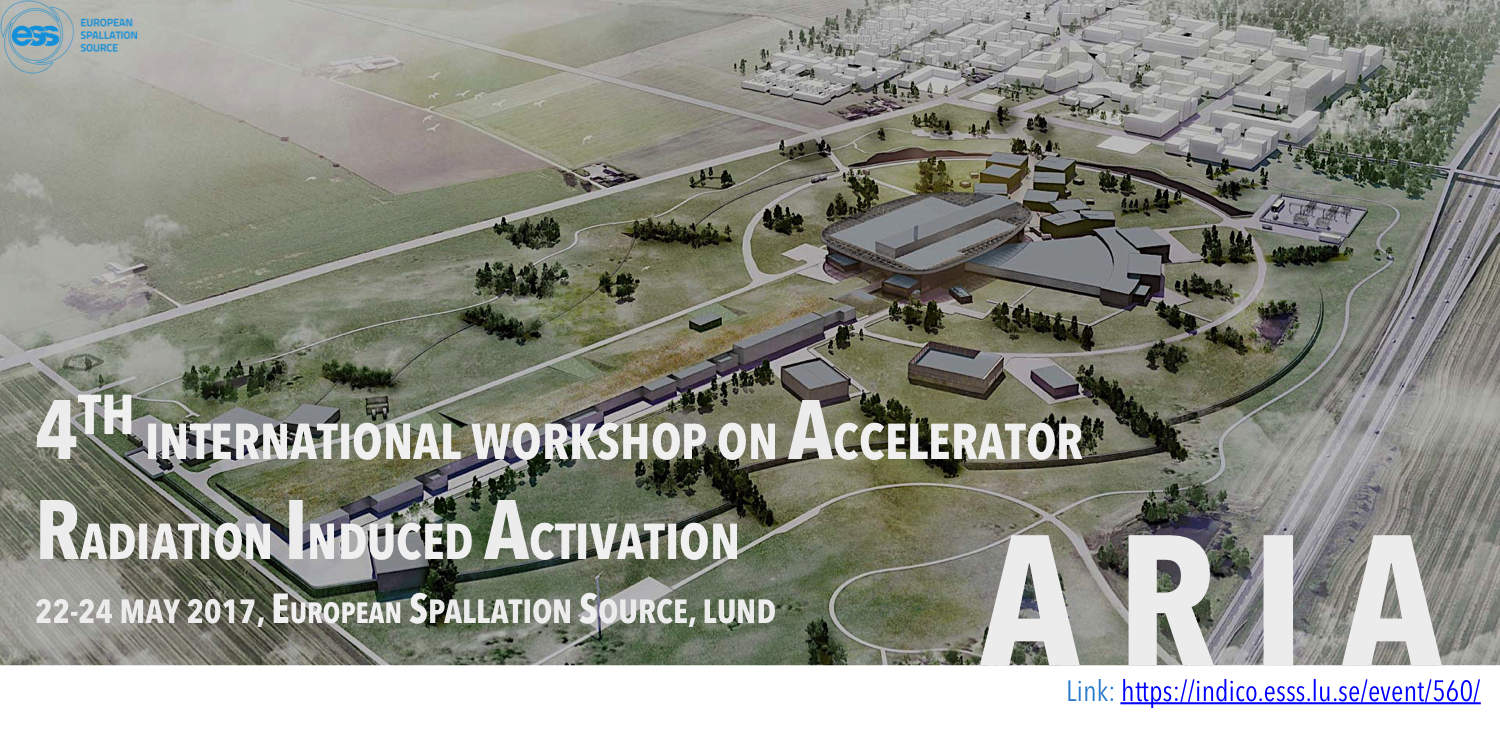 ess
EUROPEAN
SPALLATION
SOURCE
4TH INTERNATIONAL WORKSHOP ON ACCELERATOR
RADIATION INDUCED ACTIVATION
22-24 MAY 2017, EUROPEAN SPALLATION SOURCE, LUND
ARIA
Link: https://indico.esss.lu.se/event/560/